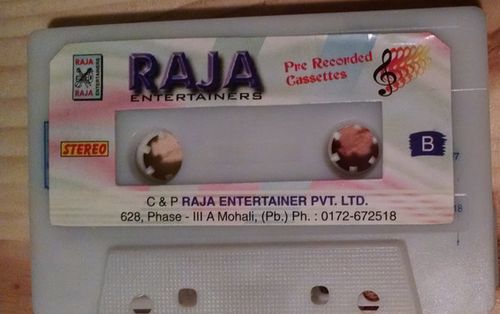 RAJA
RAJA
ENTERTAINERS
RAJA
ENTERTAINERS
Pre Recorded
Cassettes
STEREO
B
C & P RAJA ENTERTAINER PVT. LTD.
628, Phase - III A Mohali, (Pb.) Ph. : 0172-672518